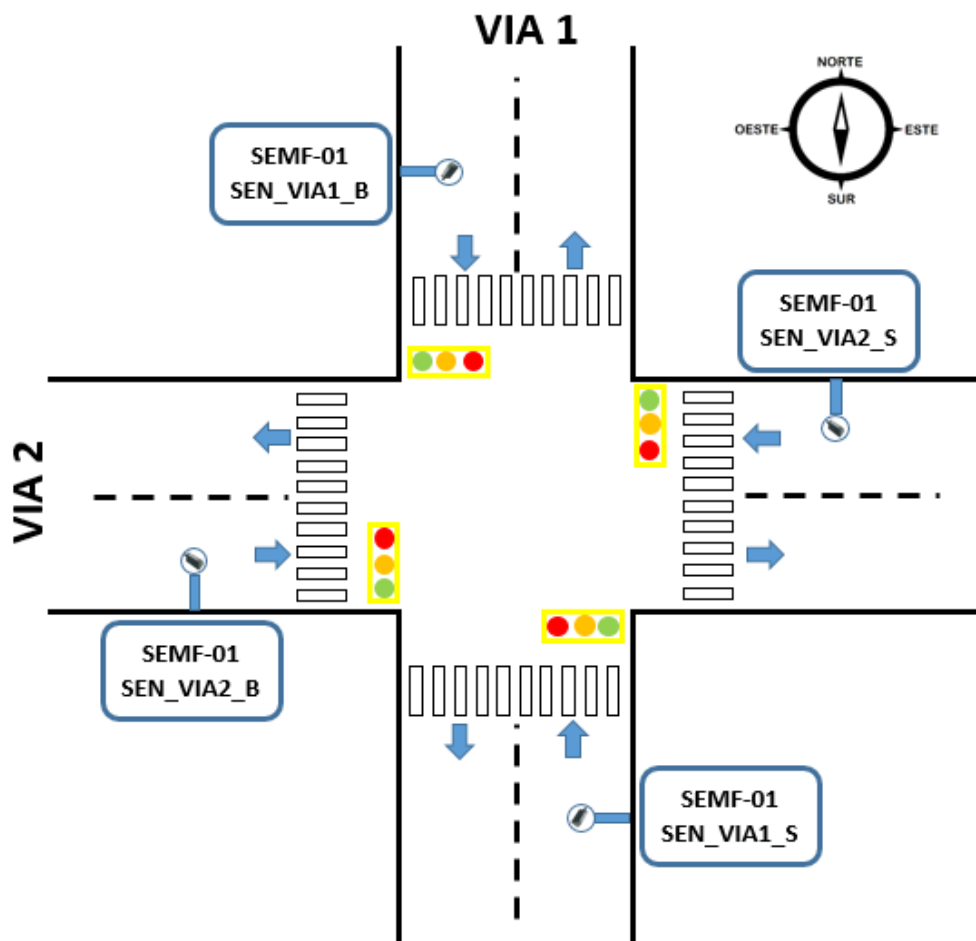 VIA 1
NORTE
OESTE
ESTE
SUR
SEMF-01
SEN_VIA1_B
SEMF-01
SEN_VIA2_S
VIA 2
SEMF-01
SEN_VIA2_B
SEMF-01
SEN_VIA1_S